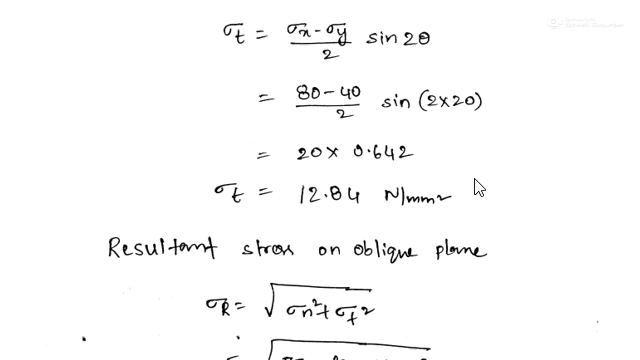 σt = σx - σy / 2 sin 2θ
= 80 - 40 / 2 sin (2×20)
= 20 × 0.642
σt = 12.84 N/mm2
Resultant stress on oblique plane
σR = √σn² + σt²